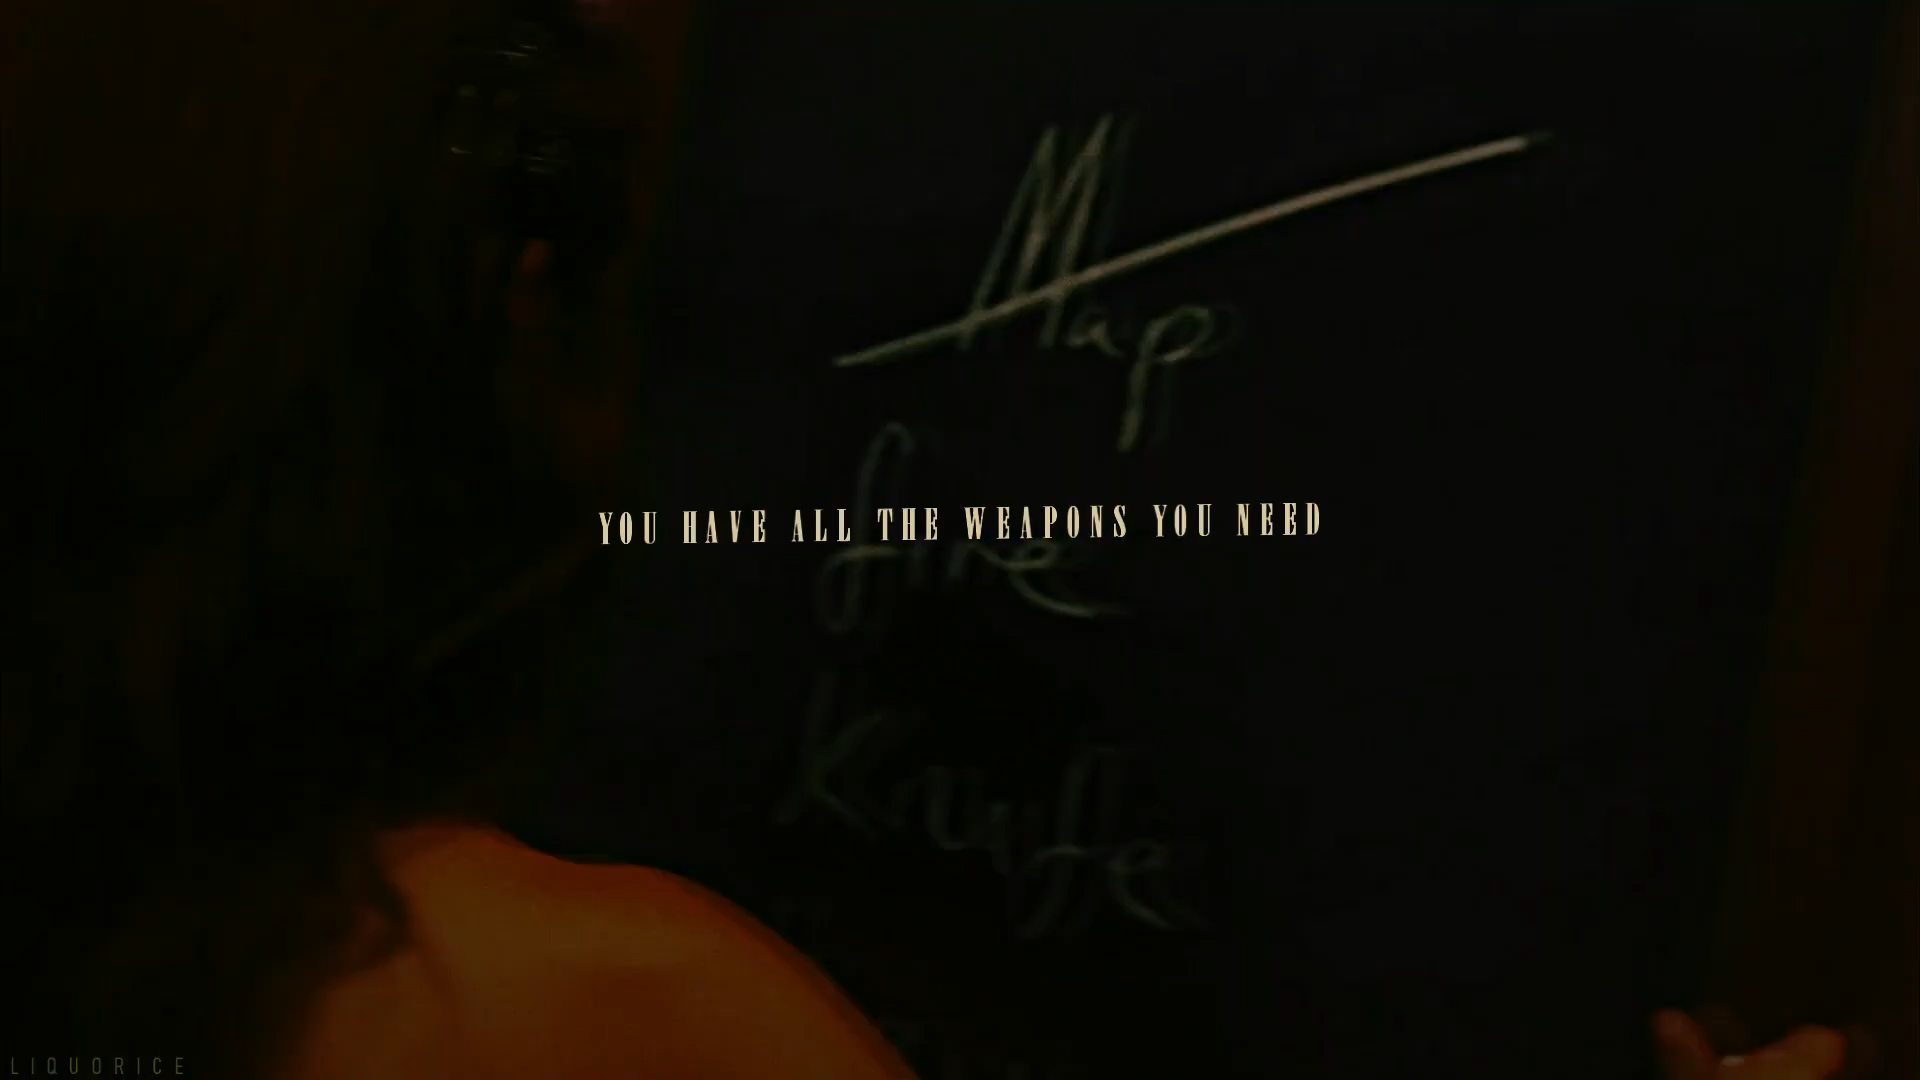 Map
YOU HAVE ALL THE WEAPONS YOU NEED
fire
Knife
LIQUORICE